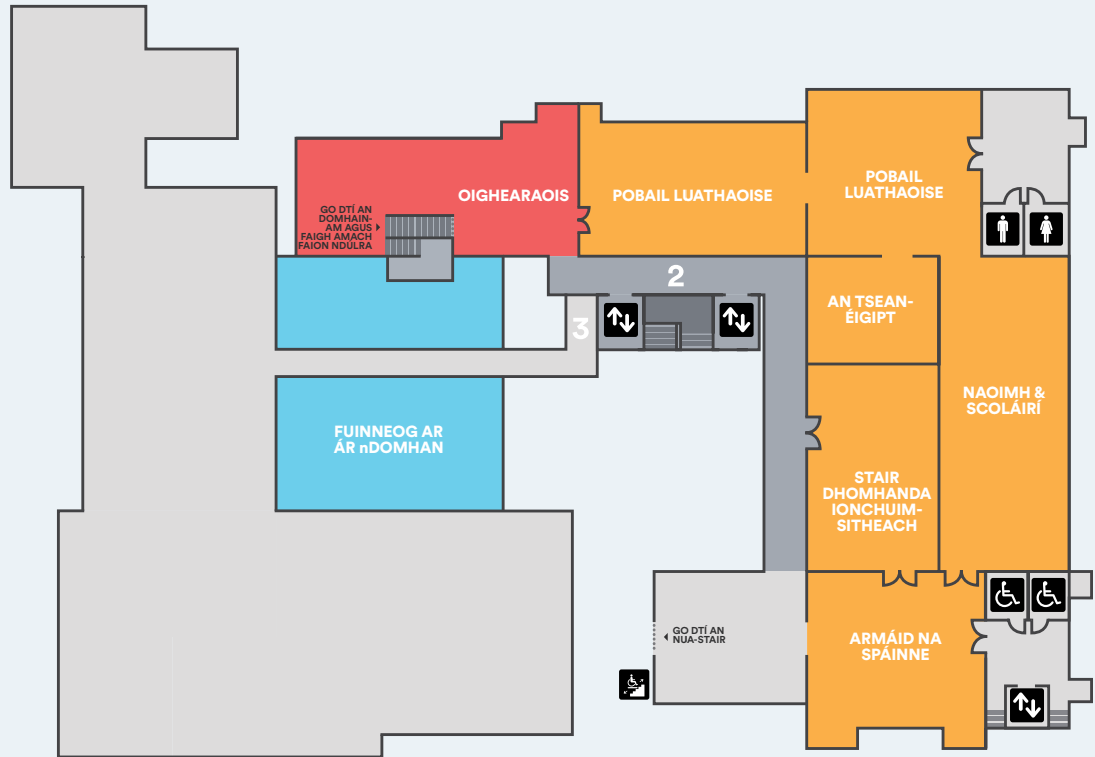 OIGHEARAOIS
GO DTÍ AN
DOMHAIN-
AM AGUS
FAIGH AMACH
FAION NDÚLRA
POBAIL LUATHAOISE
POBAIL
LUATHAOISE
2
3
AN TSEAN-
ÉIGIPT
NAOIMH &
SCOLÁIRÍ
FUINNEOG AR
ÁR nDOMHAN
STAIR
DHOMHANDA
IONCHUIM-
SITHEACH
GO DTÍ AN
NUA-STAIR
ARMÁID NA
SPÁINNE